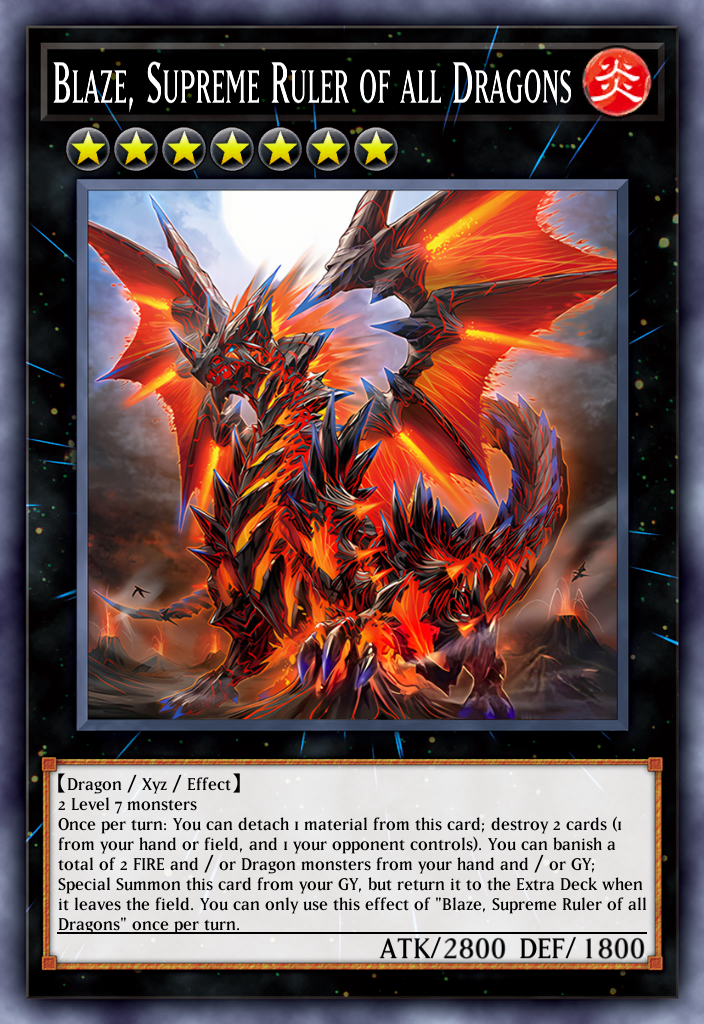 Blaze, Supreme Ruler of all Dragons 炎
【Dragon / Xyz / Effect】
2 Level 7 monsters
Once per turn: You can detach 1 material from this card; destroy 2 cards (1
from your hand or field, and 1 your opponent controls). You can banish a
total of 2 FIRE and / or Dragon monsters from your hand and / or GY;
Special Summon this card from your GY, but return it to the Extra Deck when
it leaves the field. You can only use this effect of "Blaze, Supreme Ruler of all
Dragons" once per turn.
ATK/2800 DEF/1800